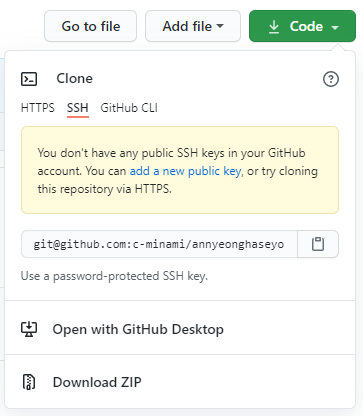 Go to file
Add file
Code
Clone
HTTPS
SSH
GitHub CLI
You don't have any public SSH keys in your GitHub
account. You can add a new public key, or try cloning
this repository via HTTPS.
git@github.com:c-minami/annyeonghaseyo
Use a password-protected SSH key.
Open with GitHub Desktop
Download ZIP